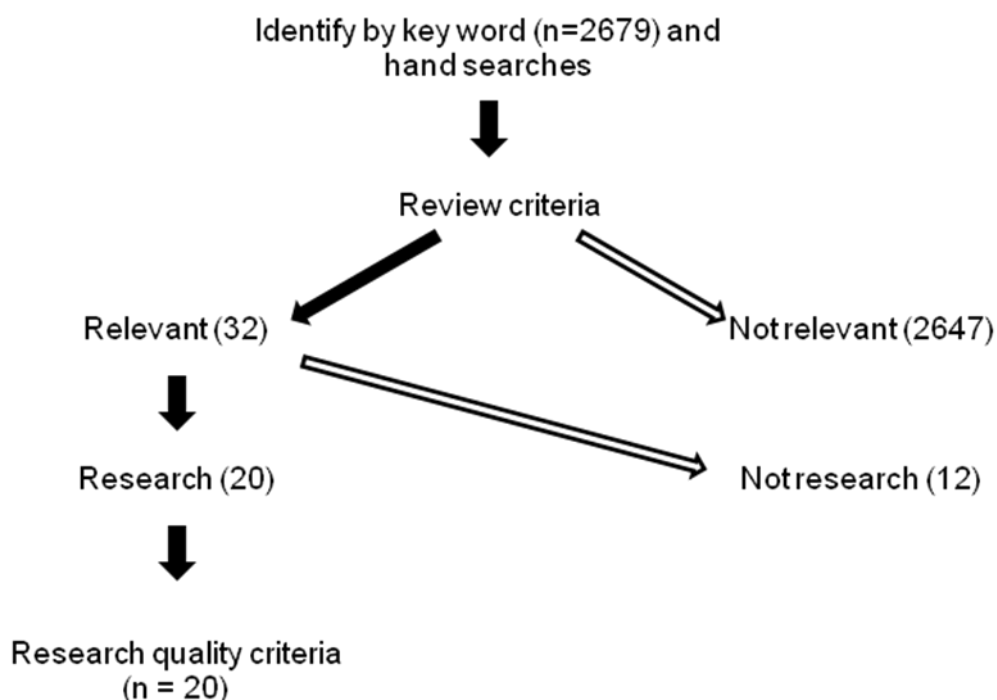 Identify by key word (n=2679) and
hand searches
Review criteria
Relevant (32)
Not relevant (2647)
Research (20)
Not research (12)
Research quality criteria
(n = 20)